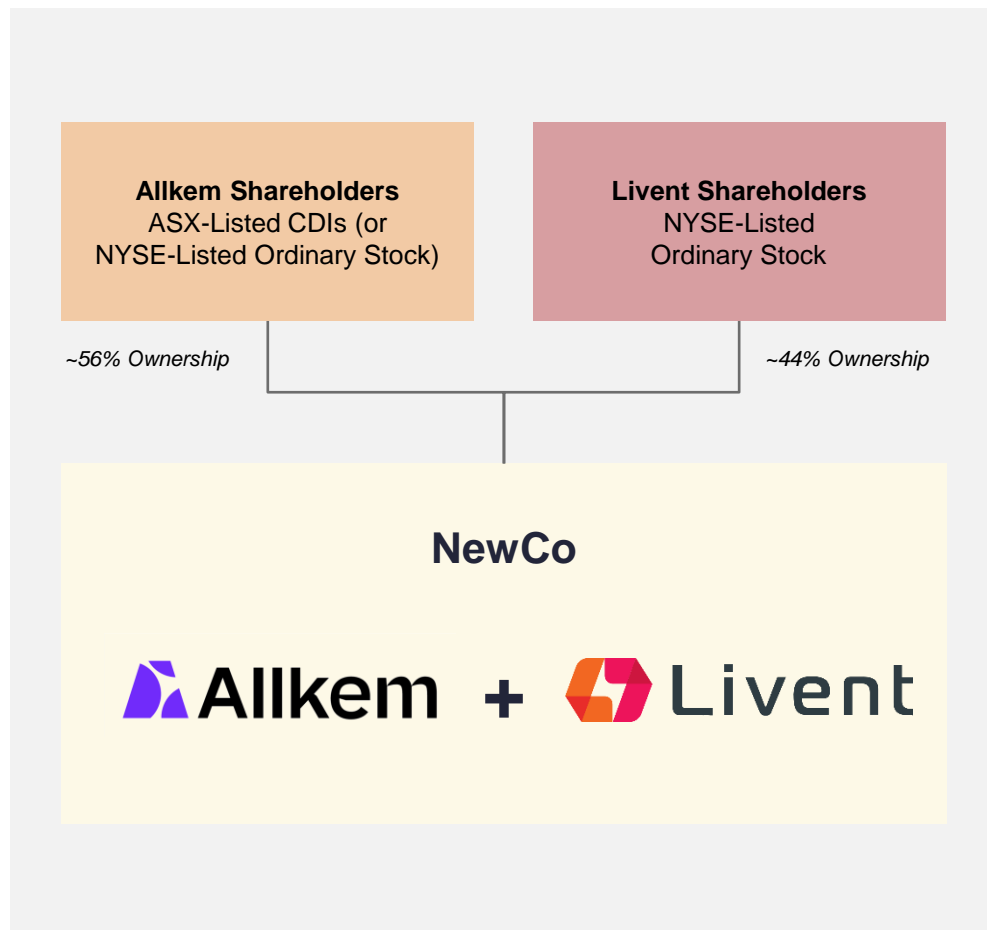 Allkem Shareholders
ASX-Listed CDIs (or
NYSE-Listed Ordinary Stock)
Livent Shareholders
NYSE-Listed
Ordinary Stock
~56% Ownership
~44% Ownership
NewCo
Allkem + Livent